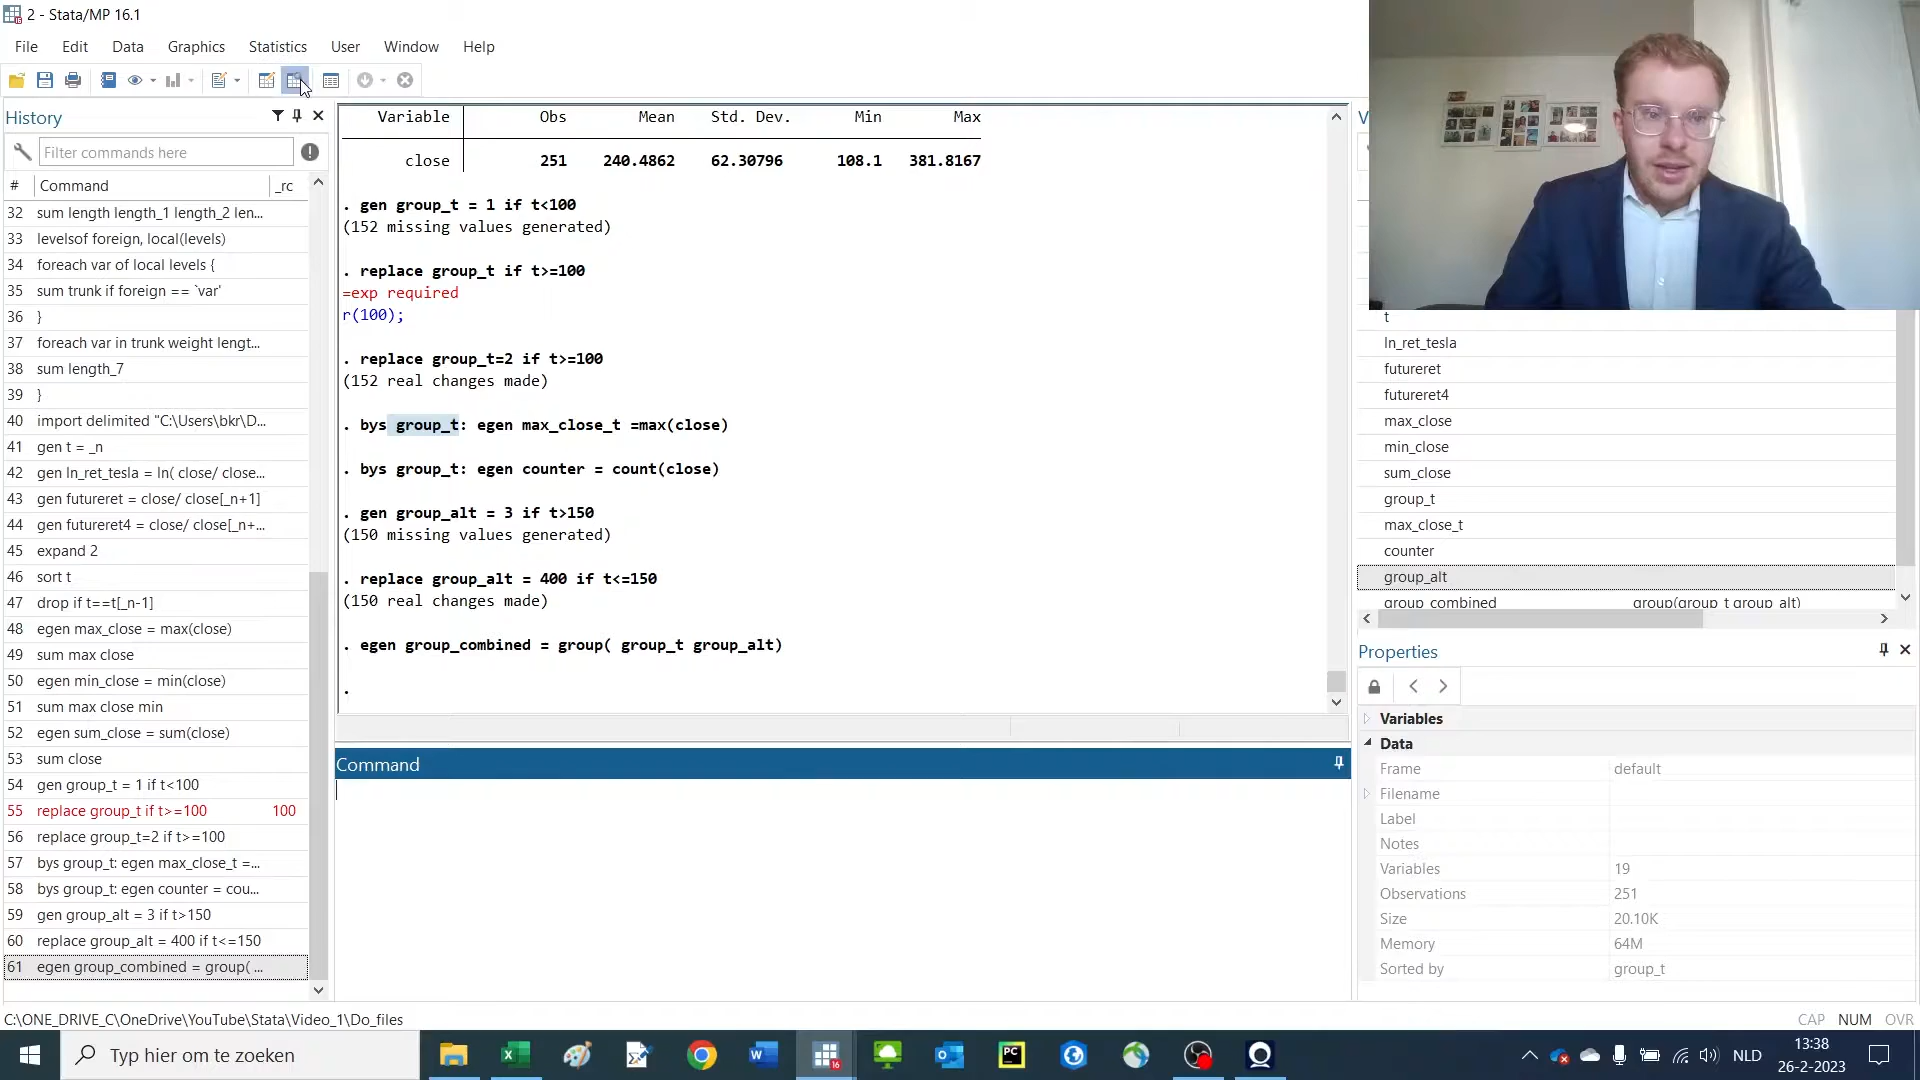 2 - Stata/MP 16.1
File Edit Data Graphics Statistics User Window Help
History
Filter commands here
# Command _rc
32 sum length length_1 length_2 len...
33 levelsof foreign, local(levels)
34 foreach var of local levels {
35 sum trunk if foreign == `var'
36 }
37 foreach var in trunk weight lengt...
38 sum length_7
39 }
40 import delimited "C:\Users\bkr\D...
41 gen t = _n
42 gen ln_ret_tesla = ln( close/ close...
43 gen futureret = close/ close[_n+1]
44 gen futureret4 = close/ close[_n+...
45 expand 2
46 sort t
47 drop if t==t[_n-1]
48 egen max_close = max(close)
49 sum max close
50 egen min_close = min(close)
51 sum max close min
52 egen sum_close = sum(close)
53 sum close
54 gen group_t = 1 if t<100
55 replace group_t if t>=100 100
56 replace group_t=2 if t>=100
57 bys group_t: egen max_close_t =...
58 bys group_t: egen counter = cou...
59 gen group_alt = 3 if t>150
60 replace group_alt = 400 if t<=150
61 egen group_combined = group( ...
Variable Obs Mean Std. Dev. Min Max
close 251 240.4862 62.30796 108.1 381.8167
. gen group_t = 1 if t<100
(152 missing values generated)
. replace group_t if t>=100
=exp required
r(100);
. replace group_t=2 if t>=100
(152 real changes made)
. bys group_t: egen max_close_t =max(close)
. bys group_t: egen counter = count(close)
. gen group_alt = 3 if t>150
(150 missing values generated)
. replace group_alt = 400 if t<=150
(150 real changes made)
. egen group_combined = group( group_t group_alt)
.
Command
t
ln_ret_tesla
futureret
futureret4
max_close
min_close
sum_close
group_t
max_close_t
counter
group_alt
group_combined group(group_t group_alt)
Properties
Variables
Data
Frame default
Filename
Label
Notes
Variables 19
Observations 251
Size 20.10K
Memory 64M
Sorted by group_t
C:\ONE_DRIVE_C\OneDrive\YouTube\Stata\Video_1\Do_files
CAP NUM OVR
Typ hier om te zoeken
NLD
13:38
26-2-2023